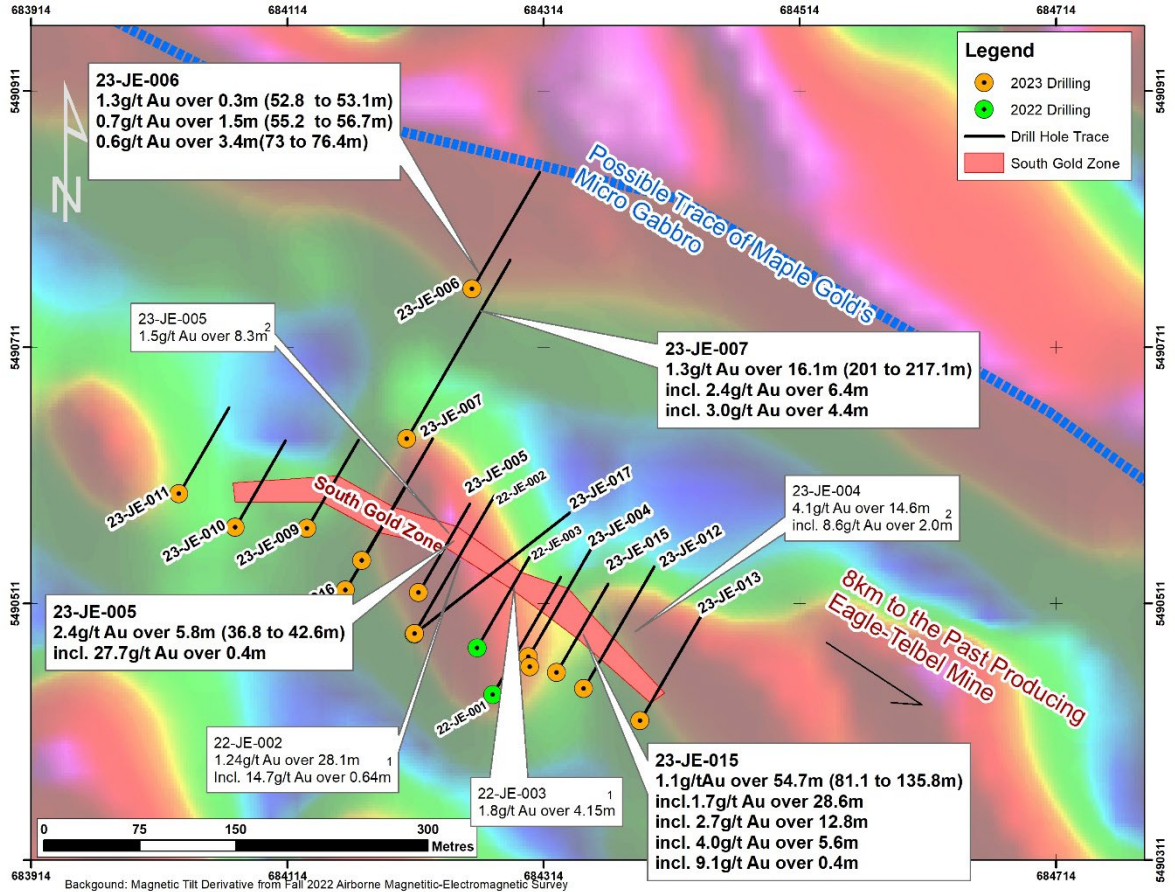 683914
684114
684314
684514
684714
5490911
5490711
5490511
5490311
5490911
5490711
5490511
5490311
N
23-JE-006
1.3g/t Au over 0.3m (52.8 to 53.1m)
0.7g/t Au over 1.5m (55.2 to 56.7m)
0.6g/t Au over 3.4m(73 to 76.4m)
Legend
2023 Drilling
2022 Drilling
Drill Hole Trace
South Gold Zone
Possible Trace of Maple Gold's
Micro Gabbro
23-JE-006
23-JE-005
1.5g/t Au over 8.3m2
23-JE-007
1.3g/t Au over 16.1m (201 to 217.1m)
incl. 2.4g/t Au over 6.4m
incl. 3.0g/t Au over 4.4m
23-JE-007
23-JE-011
23-JE-010
23-JE-009
South Gold Zone
23-JE-005
22-JE-002
23-JE-017
22-JE-003
23-JE-004
23-JE-015
23-JE-012
23-JE-013
23-JE-004
4.1g/t Au over 14.6m
incl. 8.6g/t Au over 2.0m 2
016
23-JE-005
2.4g/t Au over 5.8m (36.8 to 42.6m)
incl. 27.7g/t Au over 0.4m
22-JE-001
8km to the Past Producing
Eagle-Telbel Mine
22-JE-002
1.24g/t Au over 28.1m 1
Incl. 14.7g/t Au over 0.64m
22-JE-003 1
1.8g/t Au over 4.15m
23-JE-015
1.1g/tAu over 54.7m (81.1 to 135.8m)
incl.1.7g/t Au over 28.6m
incl. 2.7g/t Au over 12.8m
incl. 4.0g/t Au over 5.6m
incl. 9.1g/t Au over 0.4m
0 75 150 300
Metres
683914
684114
684314
684514
684714
Backgound: Magnetic Tilt Derivative from Fall 2022 Airborne Magnetitic-Electromagnetic Survey